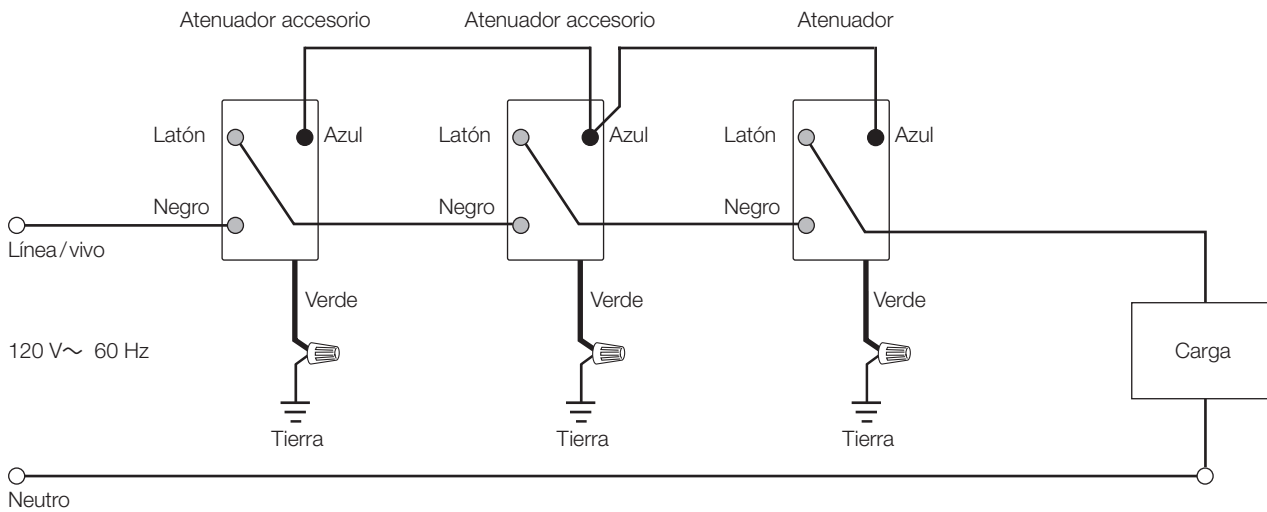 Atenuador accesorio
Atenuador accesorio
Atenuador
Latón
Azul
Latón
Azul
Latón
Azul
Negro
Negro
Negro
Línea/vivo
Verde
Verde
Verde
120 V~ 60 Hz
Carga
Tierra
Tierra
Tierra
Neutro